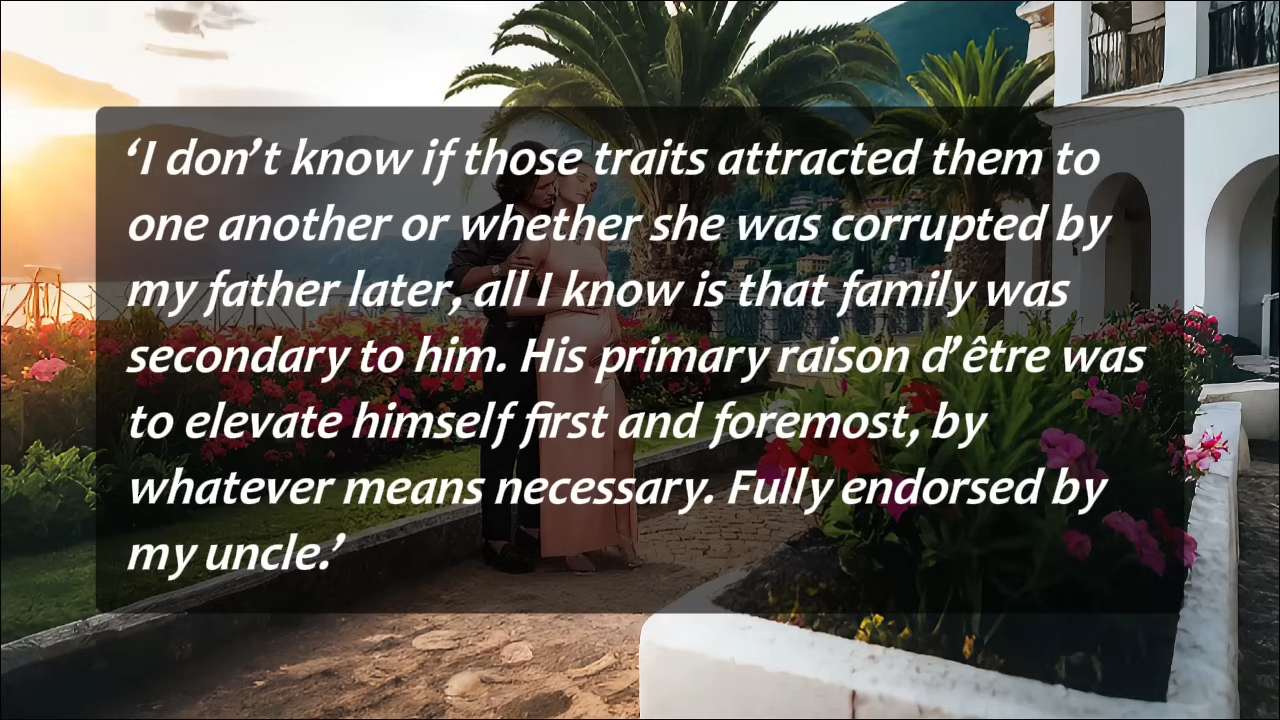 ‘I don’t know if those traits attracted them to
one another or whether she was corrupted by
my father later, all I know is that family was
secondary to him. His primary raison d’être was
to elevate himself first and foremost, by
whatever means necessary. Fully endorsed by
my uncle.’